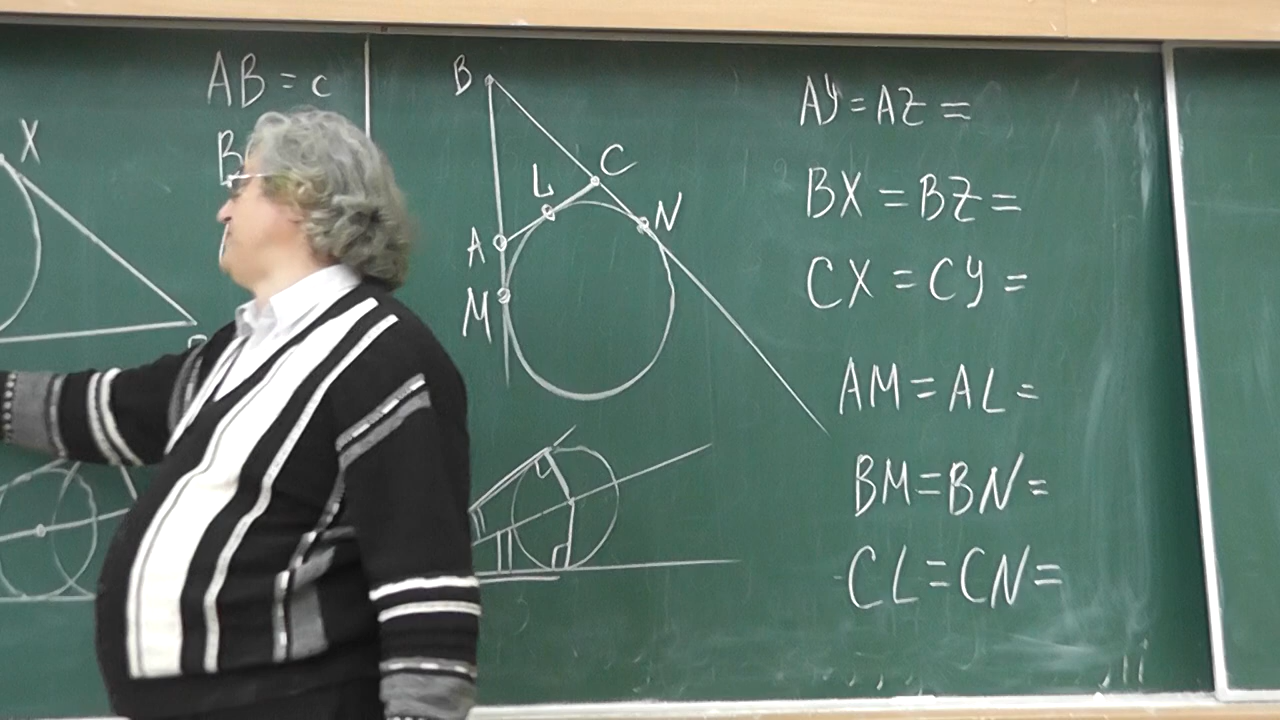 AB = c
B
X
B
C
L
N
A
M
AY = AZ =
BX = BZ =
CX = CY =
AM = AL =
BM = BN =
CL = CN =